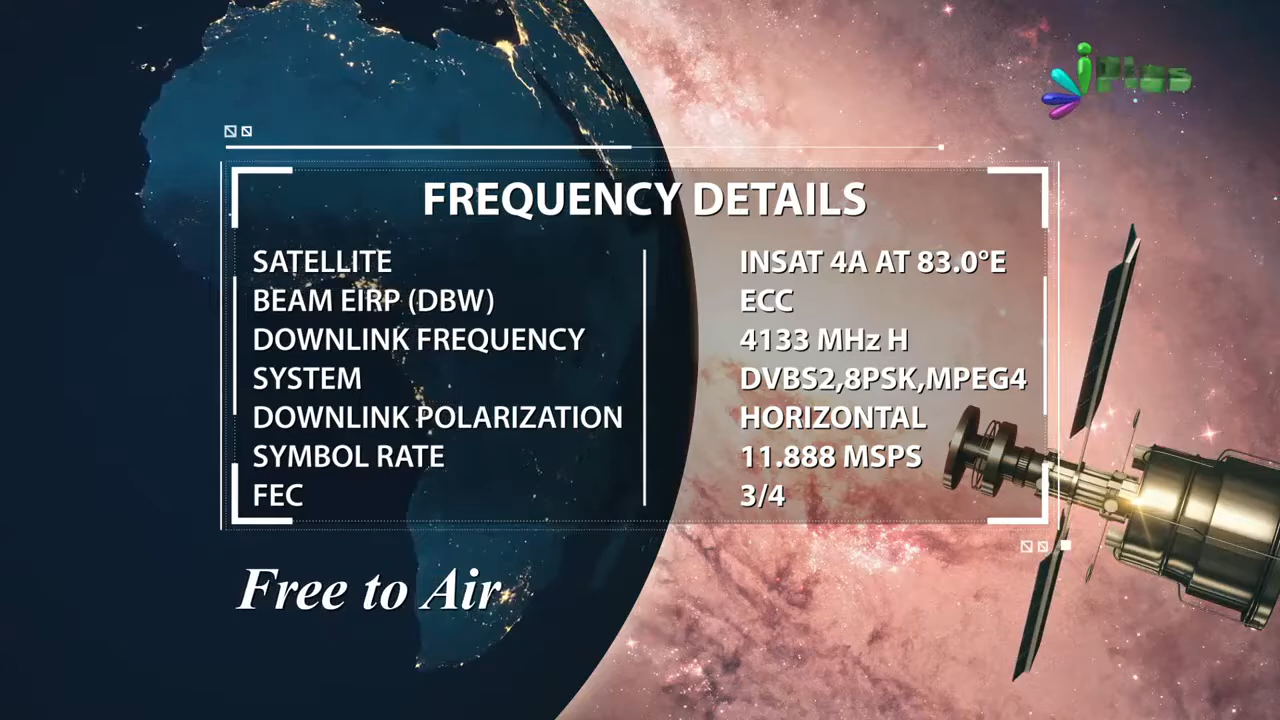 iPlus
FREQUENCY DETAILS
SATELLITE INSAT 4A AT 83.0°E
BEAM EIRP (DBW) ECC
DOWNLINK FREQUENCY 4133 MHz H
SYSTEM DVBS2,8PSK,MPEG4
DOWNLINK POLARIZATION HORIZONTAL
SYMBOL RATE 11.888 MSPS
FEC 3/4
Free to Air